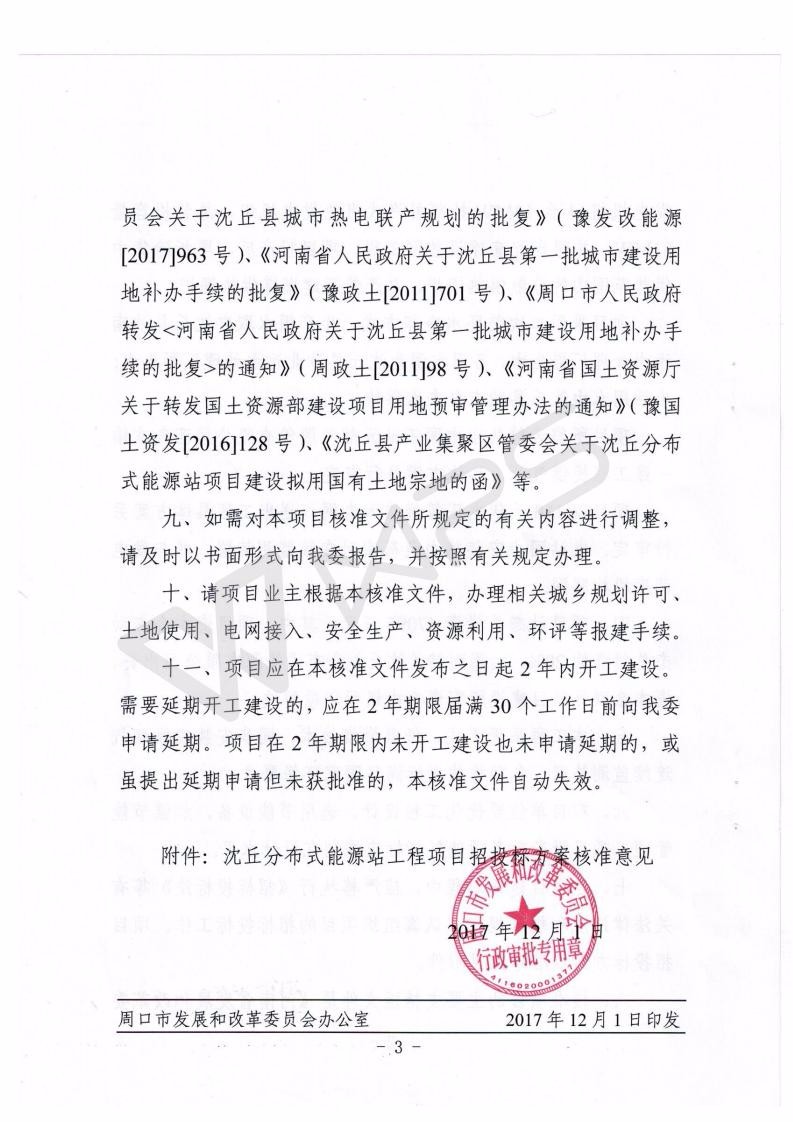 员会关于沈丘县城市热电联产规划的批复》（豫发改能源
[2017]963 号）、《河南省人民政府关于沈丘县第一批城市建设用
地补办手续的批复》（豫政土[2011]701 号）、《周口市人民政府
转发<河南省人民政府关于沈丘县第一批城市建设用地补办手
续的批复>的通知》（周政土[2011]98 号）、《河南省国土资源厅
关于转发国土资源部建设项目用地预审管理办法的通知》（豫国
土资发[2016]128 号）、《沈丘县产业集聚区管委会关于沈丘分布
式能源站项目建设拟用国有土地宗地的函》等。
九、如需对本项目核准文件所规定的有关内容进行调整，
请及时以书面形式向我委报告，并按照有关规定办理。
十、请项目业主根据本核准文件，办理相关城乡规划许可、
土地使用、电网接入、安全生产、资源利用、环评等报建手续。
十一、项目应在本核准文件发布之日起 2 年内开工建设。
需要延期开工建设的，应在 2 年期限届满 30 个工作日前向我委
申请延期。项目在 2 年期限内未开工建设也未申请延期的，或
虽提出延期申请但未获批准的，本核准文件自动失效。
附件：沈丘分布式能源站工程项目招投标方案核准意见
2017 年 12 月 1 日
周口市发展和改革委员会
行政审批专用章
4116020001377
周口市发展和改革委员会办公室 2017 年 12 月 1 日印发
- 3 -
WPS